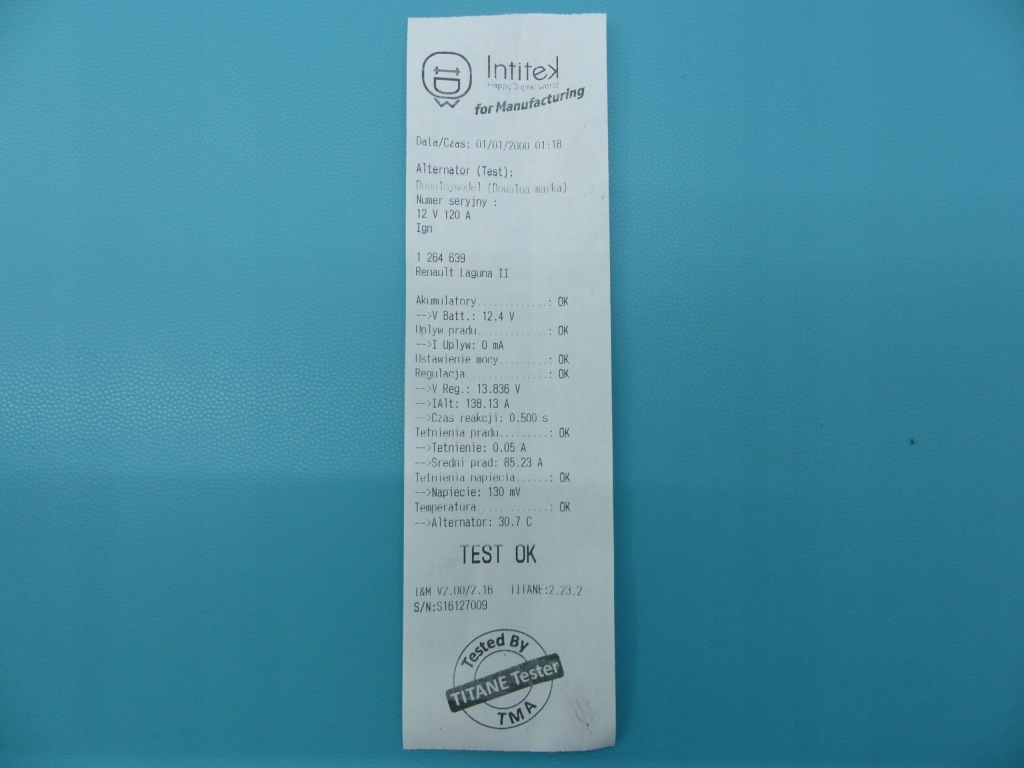 Intitek
Happy Digital World
for Manufacturing
Data/Czas: 01/01/2000 01:18
Alternator (Test):
(Dowolna marka)
Numer seryjny :
12 V 120 A
Ign
1 264 639
Renault Laguna II
Akumulatory............: OK
-->V Batt.: 12.4 V
Uplyw pradu............: OK
-->I Uplyw: 0 mA
Ustawienie mocy........: OK
Regulacja..............: OK
-->V Reg.: 13.836 V
-->IAlt: 138.13 A
-->Czas reakcji: 0.500 s
Tetnienia pradu........: OK
-->Tetnienie: 0.05 A
-->Sredni prad: 85.23 A
Tetnienia napiecia.....: OK
-->Napiecie: 130 mV
Temperatura............: OK
-->Alternator: 30.7 C
TEST OK
T&M V2.00/2.16 TITANE:2.23.2
S/N:S16127009
Tested By
TITANE Tester
TMA